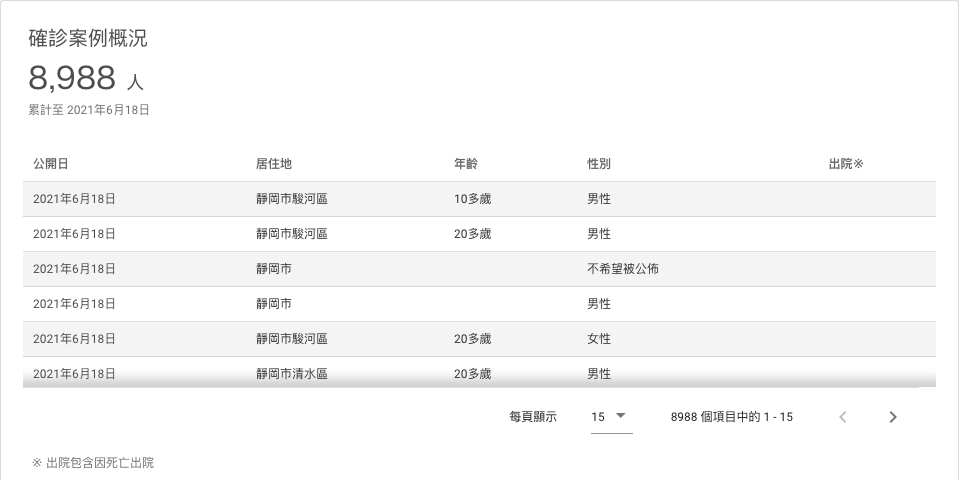 確診案例概況
8,988 人
累計至 2021年6月18日
公開日 居住地 年齡 性別 出院※
2021年6月18日 靜岡市駿河區 10多歲 男性
2021年6月18日 靜岡市駿河區 20多歲 男性
2021年6月18日 靜岡市 不希望被公佈
2021年6月18日 靜岡市 男性
2021年6月18日 靜岡市駿河區 20多歲 女性
2021年6月18日 靜岡市清水區 20多歲 男性
每頁顯示 15 8988 個項目中的 1 - 15
※ 出院包含因死亡出院